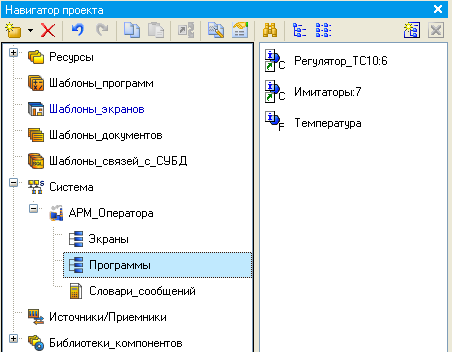 Навигатор проекта
Ресурсы
Шаблоны_программ
Шаблоны_экранов
Шаблоны_документов
Шаблоны_связей_с_СУБД
Система
АРМ_Оператора
Экраны
Программы
Словари_сообщений
Источники/Приемники
Библиотеки_компонентов
Регулятор_ТС10:6
Имитаторы:7
Температура